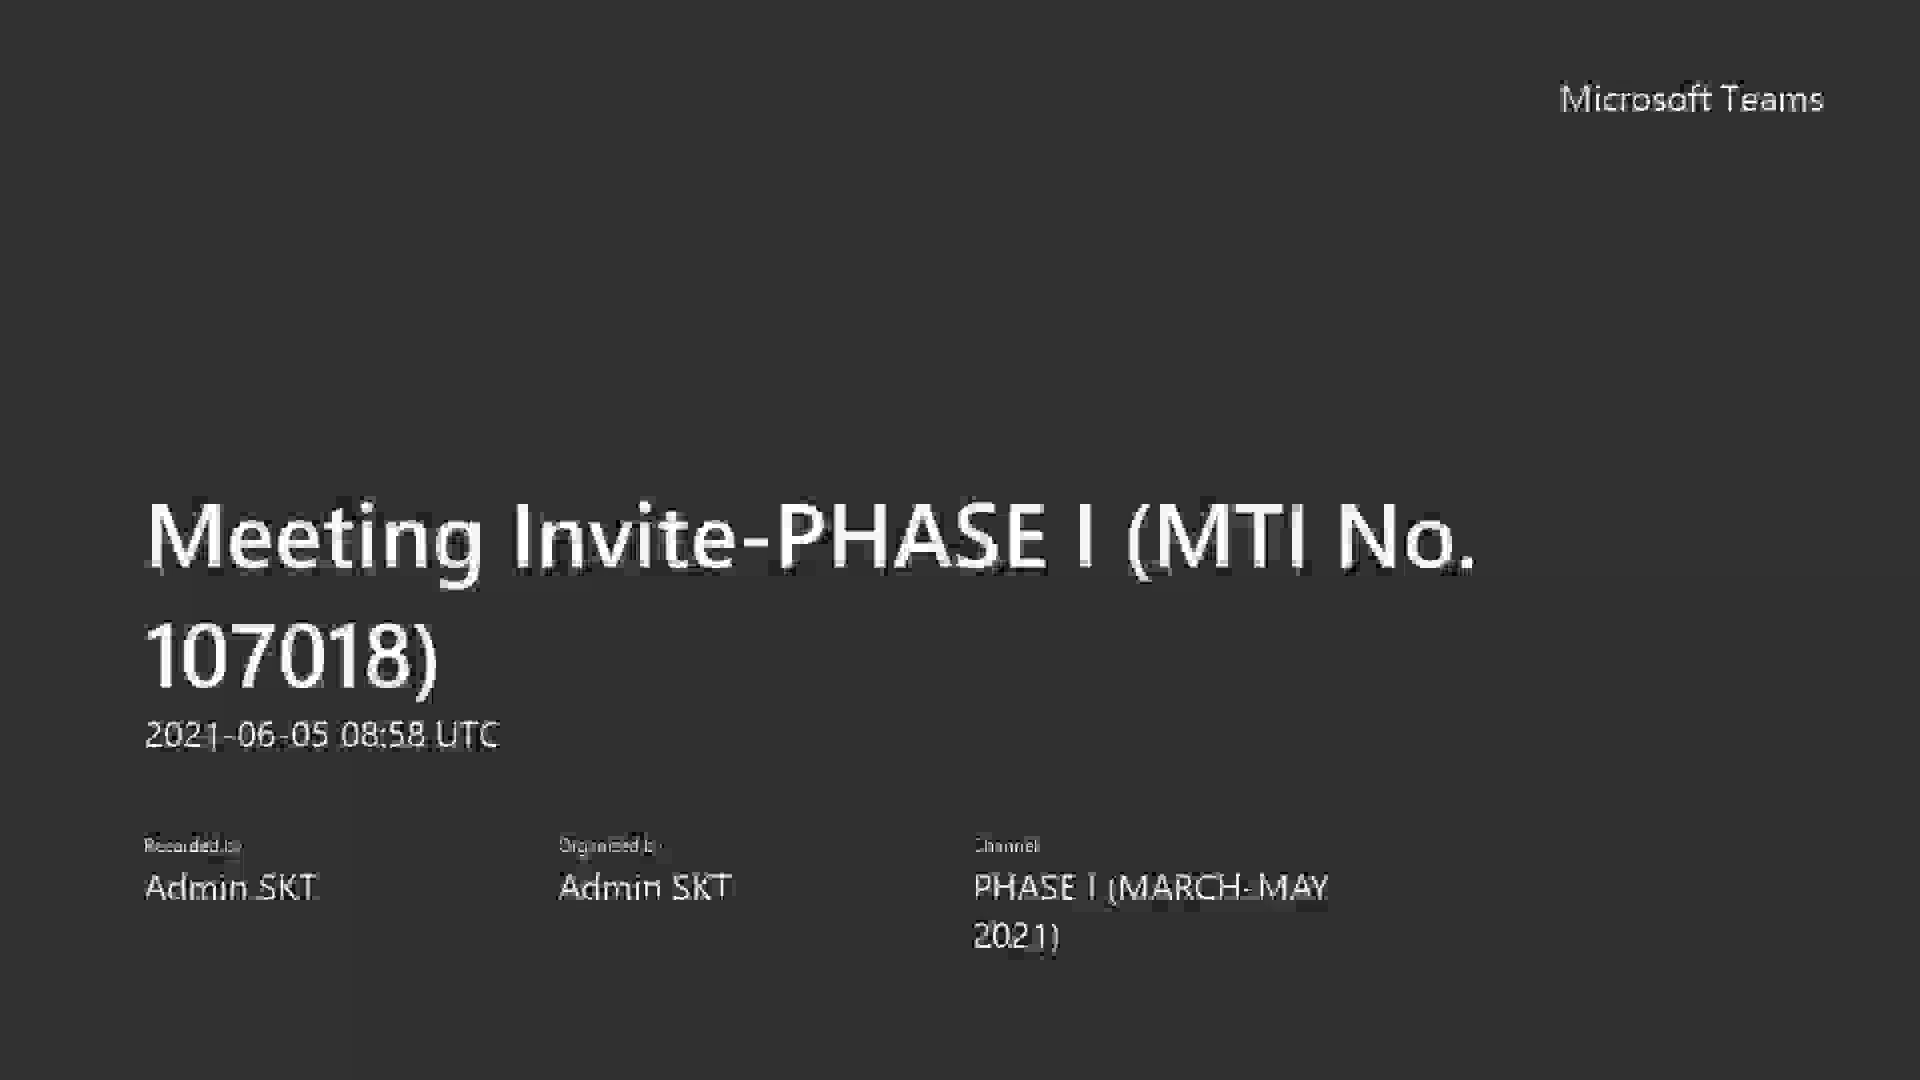 Microsoft Teams
Meeting Invite-PHASE I (MTI No.
107018)
2021-06-05 08:58 UTC
Recorded by
Organized by
Channel
Admin SKT
Admin SKT
PHASE I (MARCH-MAY
2021)